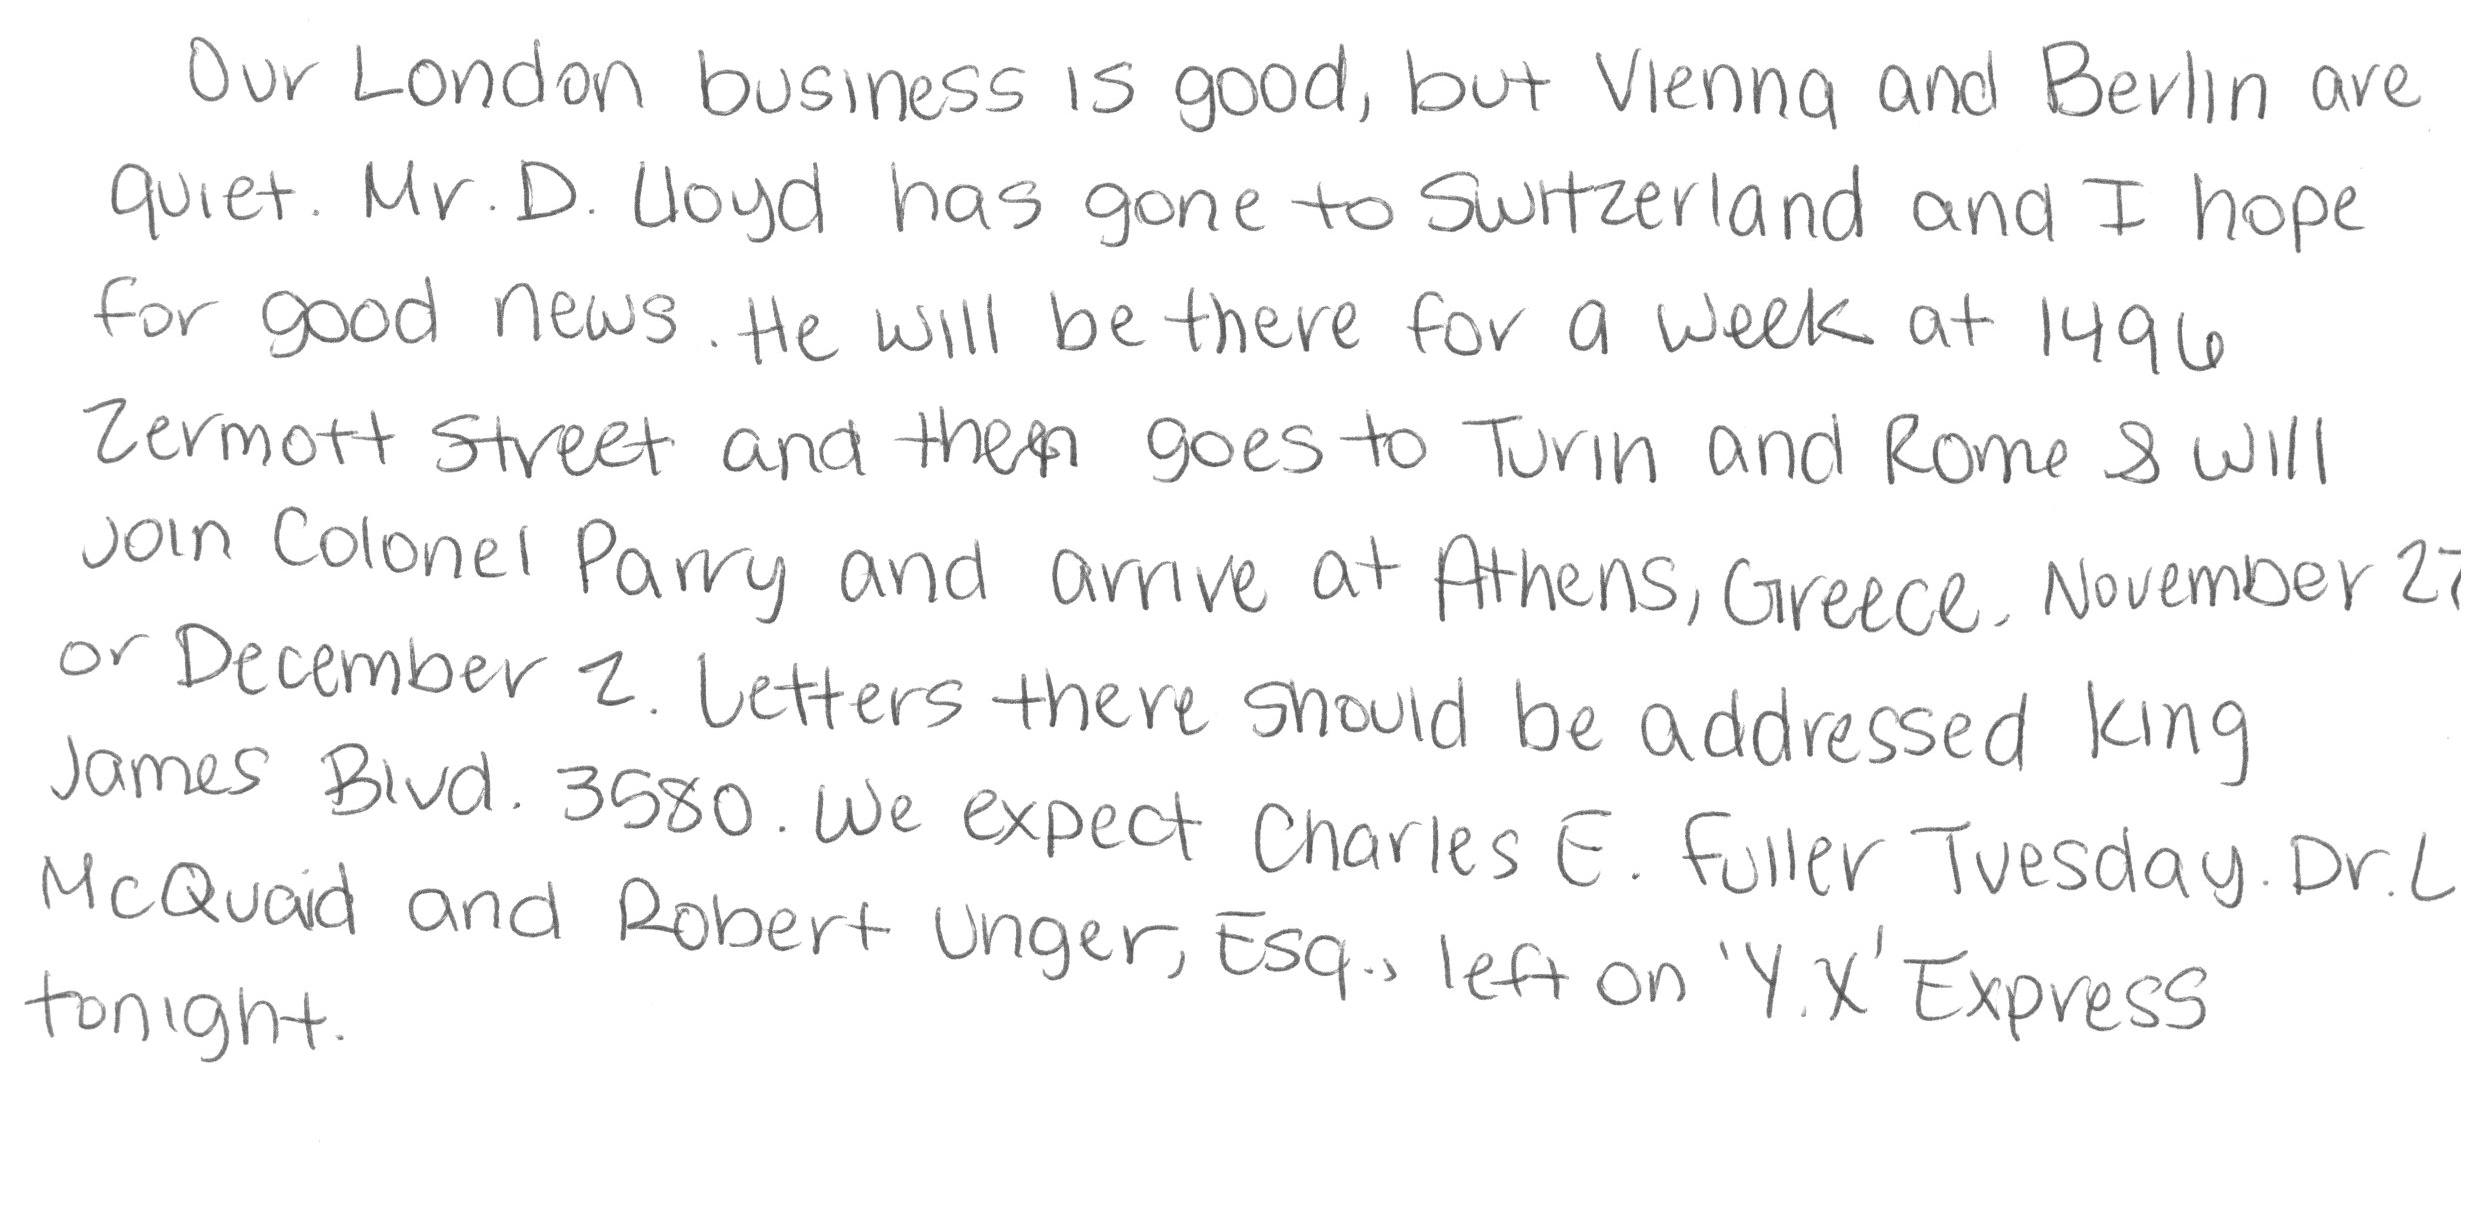 Our London business is good, but Vienna and Berlin are
quiet. Mr. D. Lloyd has gone to Switzerland and I hope
for good news. He will be there for a week at 1496
Zermott Street and then goes to Turin and Rome & will
join Colonel Parry and arrive at Athens, Greece, November 27
or December 2. Letters there should be addressed King
James Blvd. 3580. We expect Charles E. Fuller Tuesday. Dr. L
McQuaid and Robert Unger, Esq., left on 'Y.X' Express
tonight.